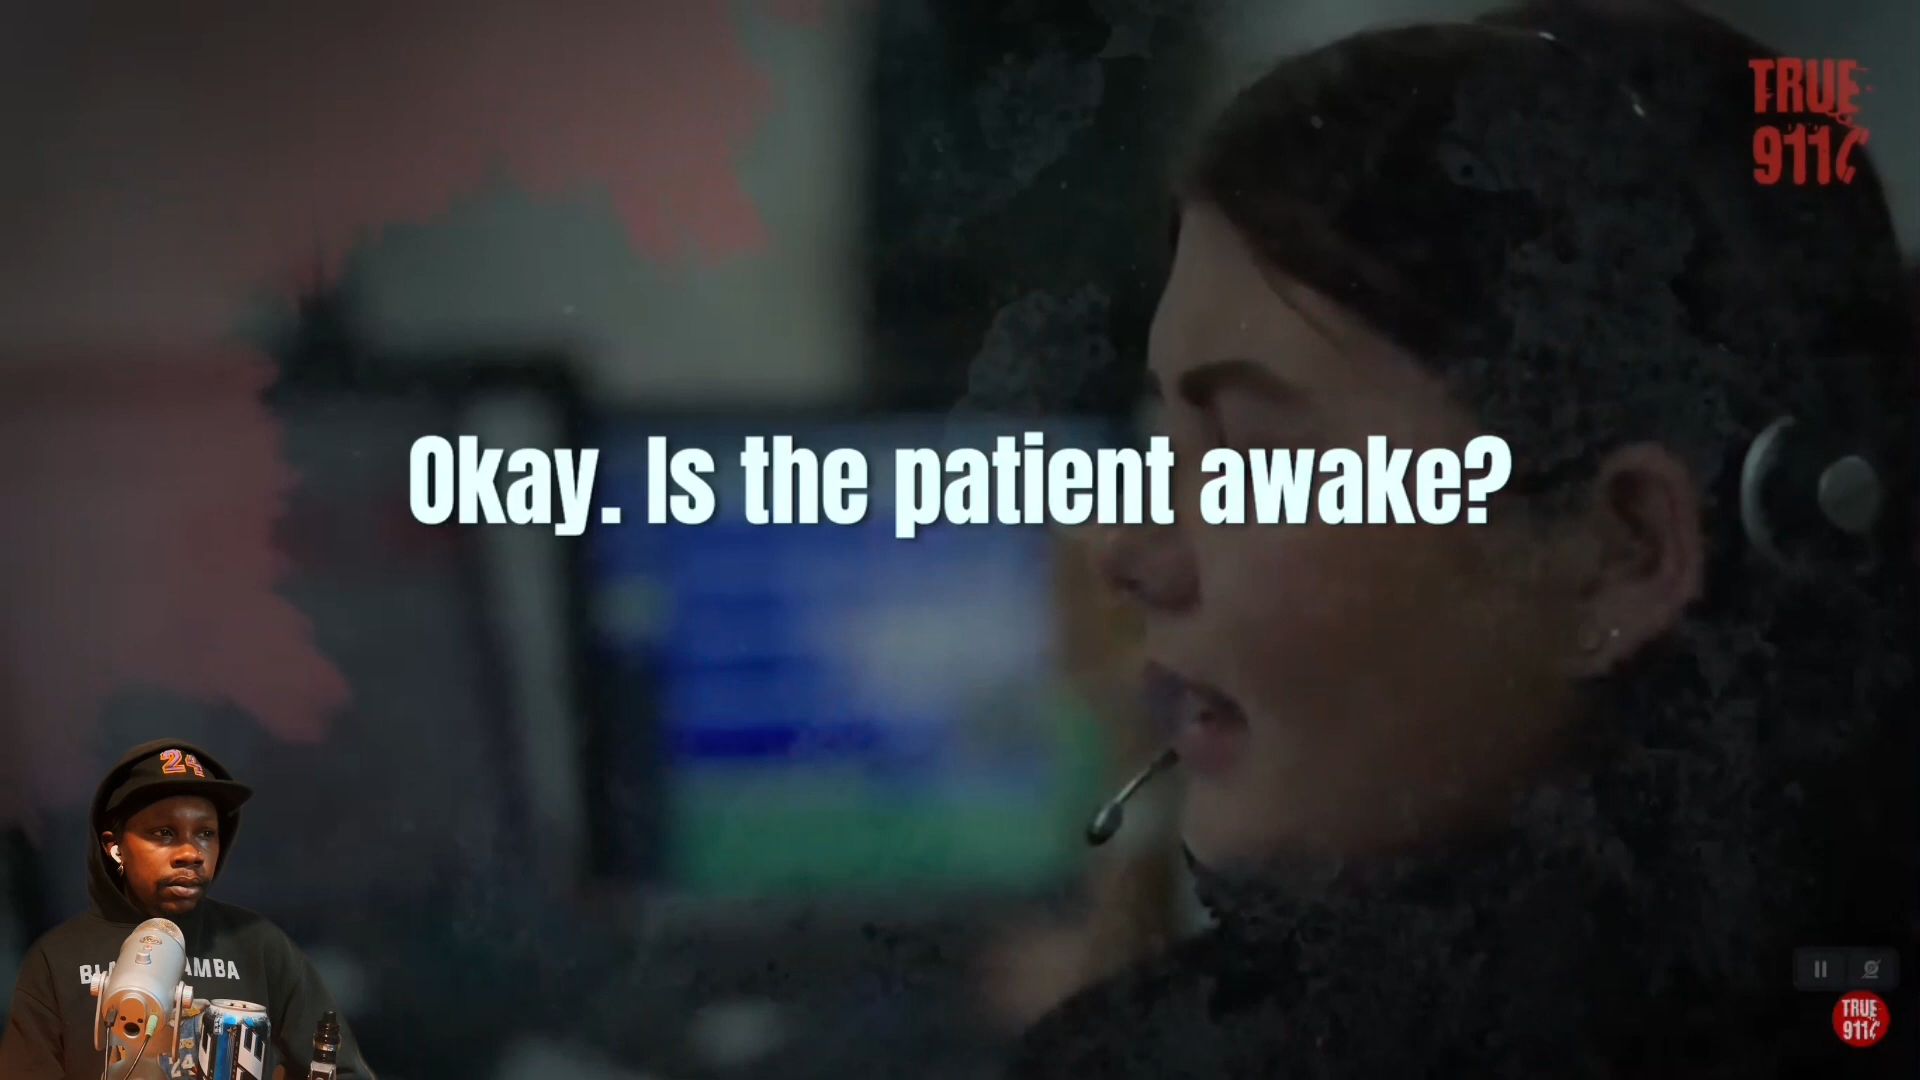 TRUE
911
Okay. Is the patient awake?
24
TRUE
911